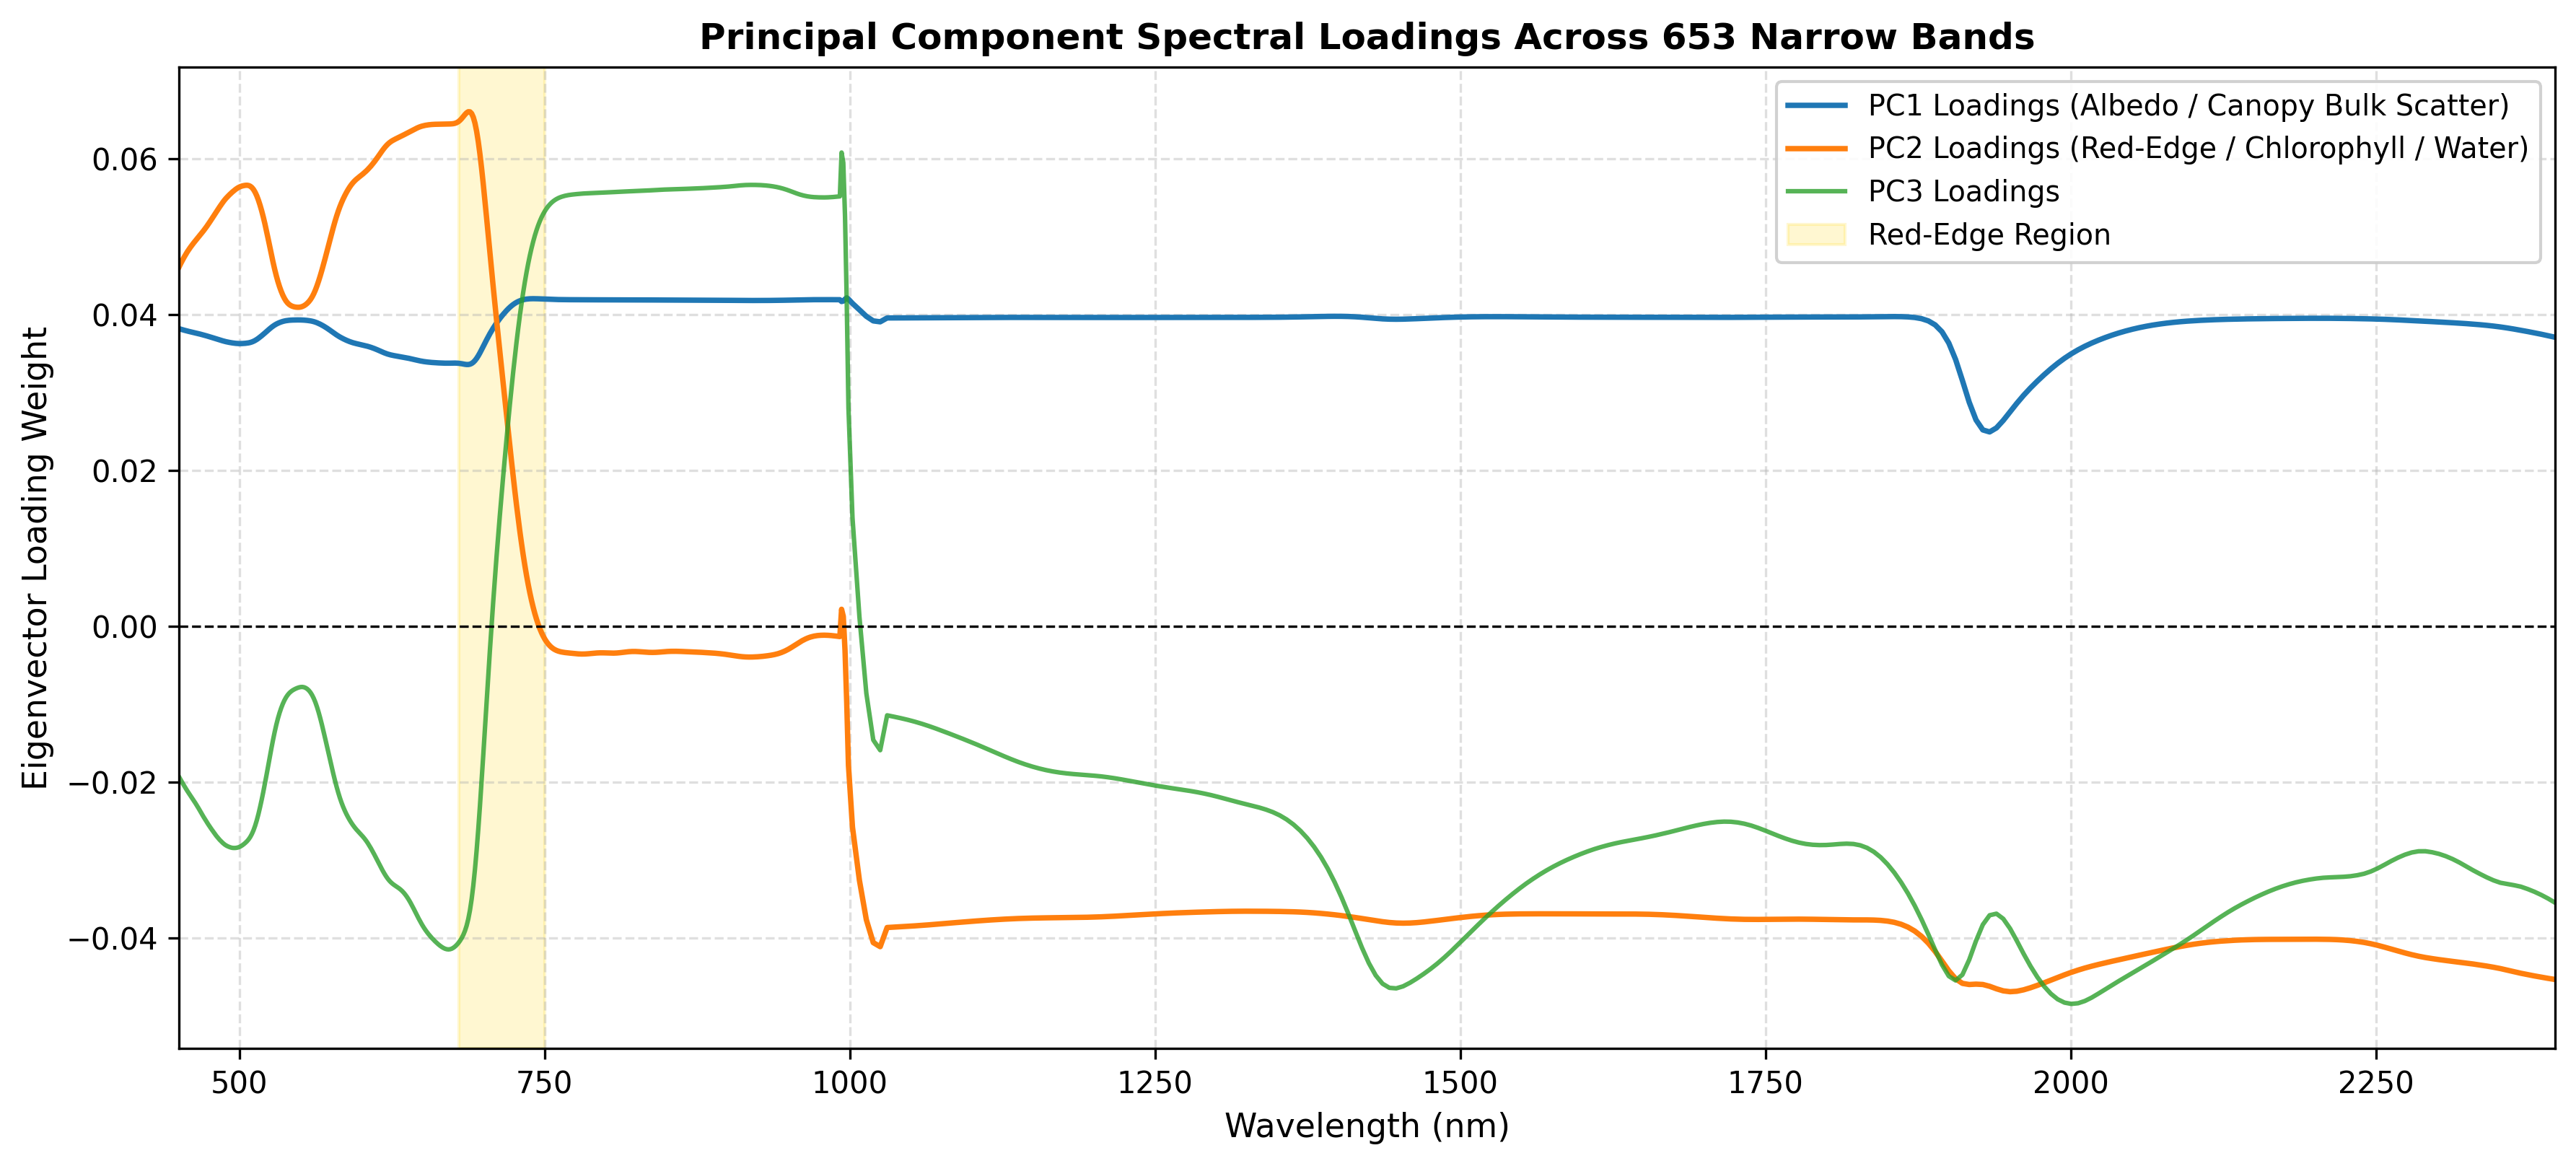 Principal Component Spectral Loadings Across 653 Narrow Bands
PC1 Loadings (Albedo / Canopy Bulk Scatter)
PC2 Loadings (Red-Edge / Chlorophyll / Water)
PC3 Loadings
Red-Edge Region
Eigenvector Loading Weight
0.06
0.04
0.02
0.00
−0.02
−0.04
500 750 1000 1250 1500 1750 2000 2250
Wavelength (nm)